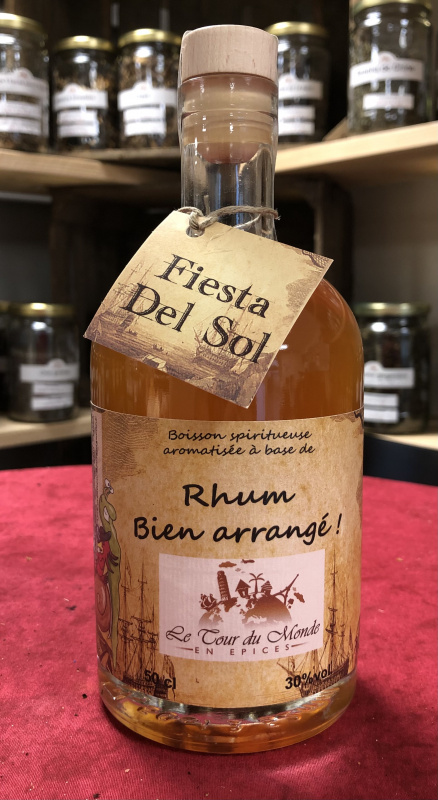 Fiesta
Del Sol
Boisson spiritueuse
aromatisée à base de
Rhum
Bien arrangé !
Le Tour du Monde
EN EPICES
50 cl
30%vol